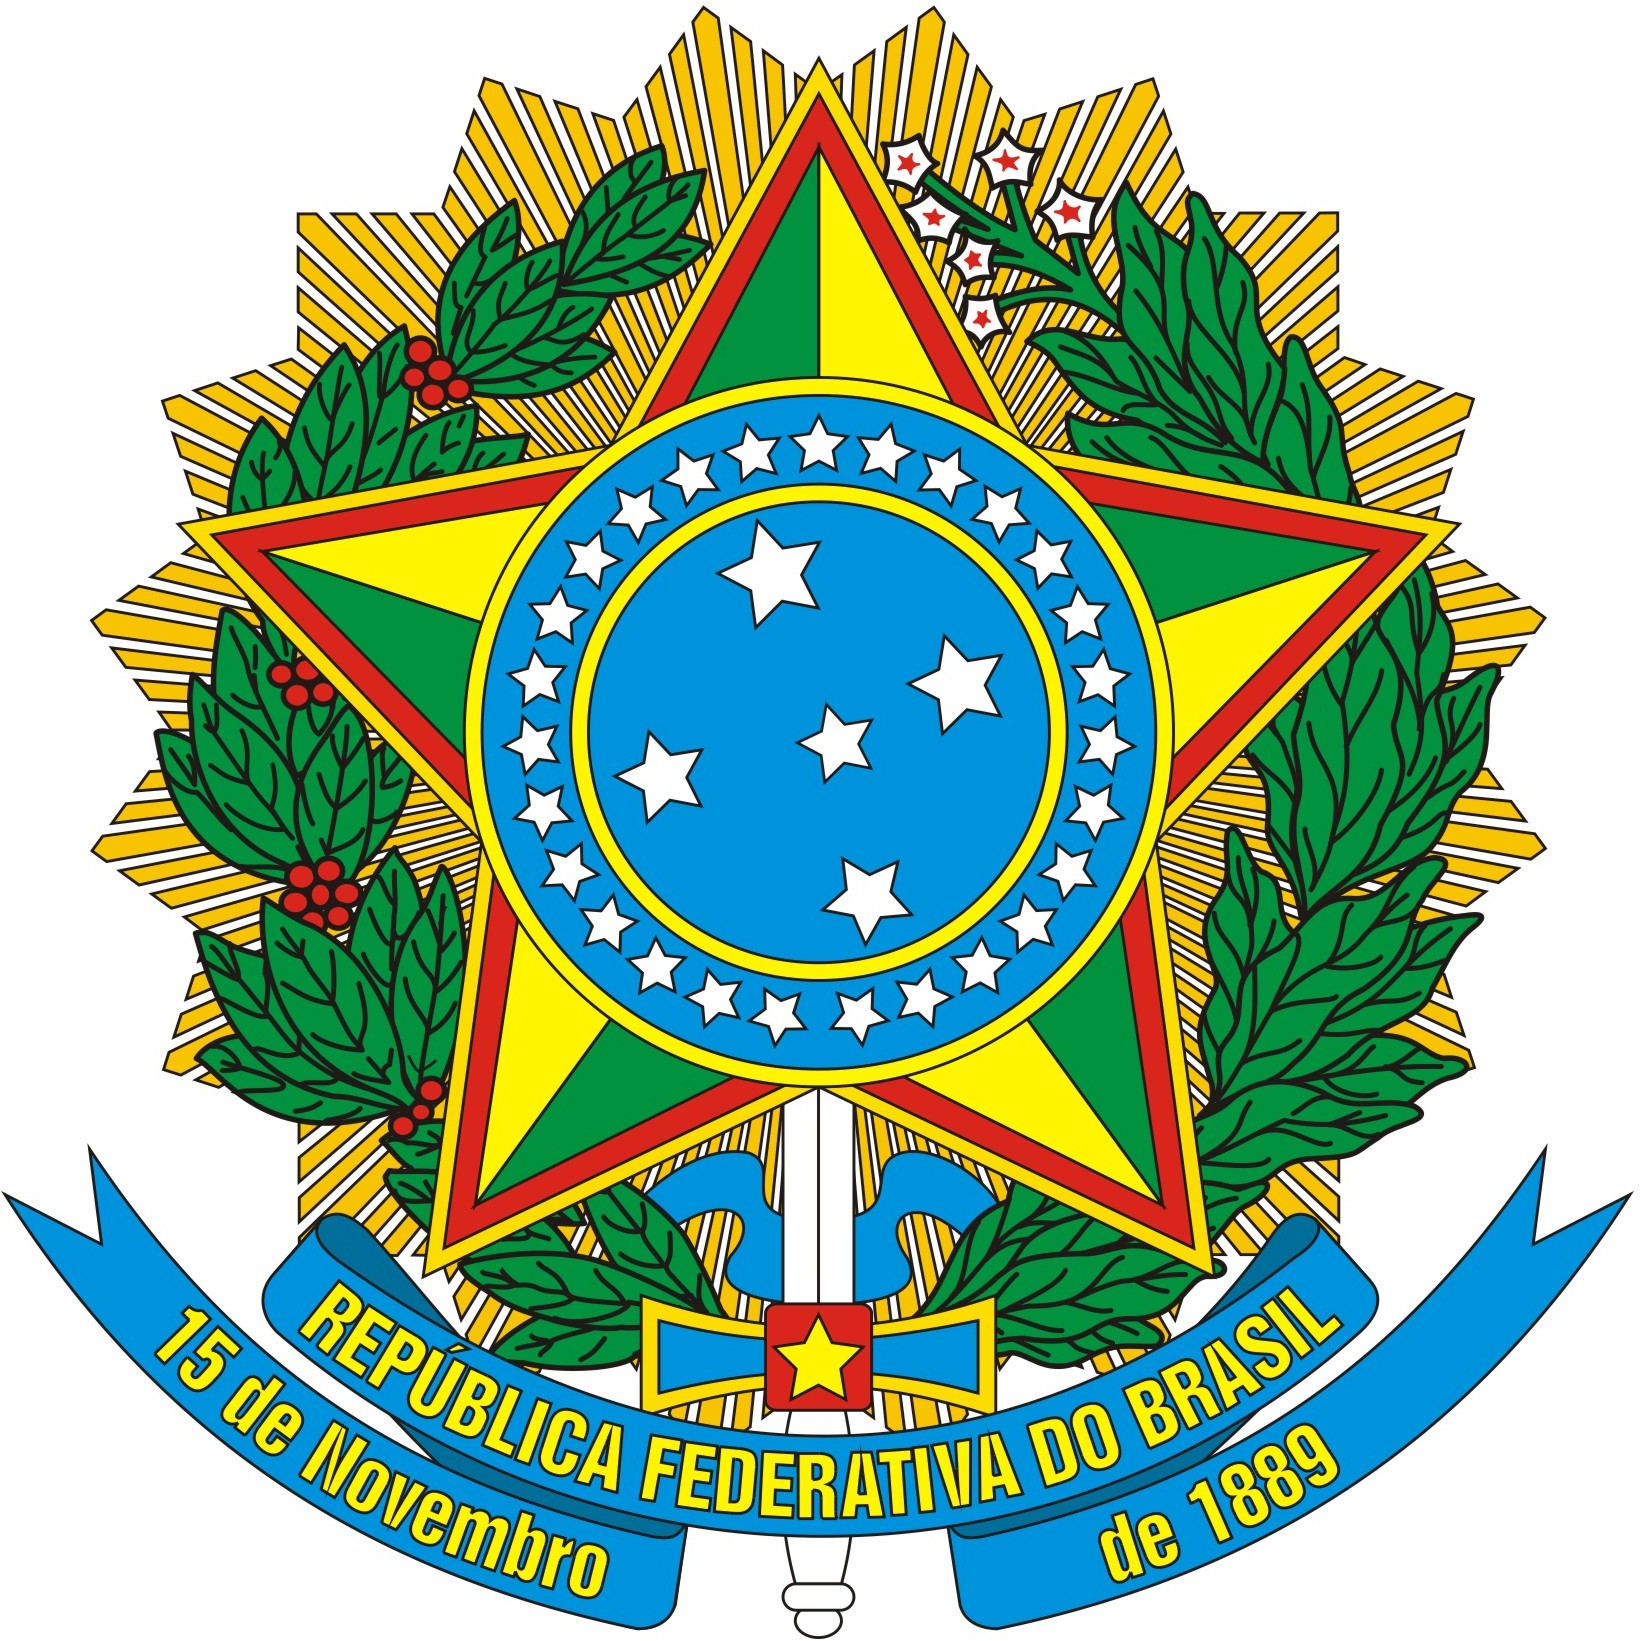 REPÚBLICA FEDERATIVA DO BRASIL
15 de Novembro
de 1889